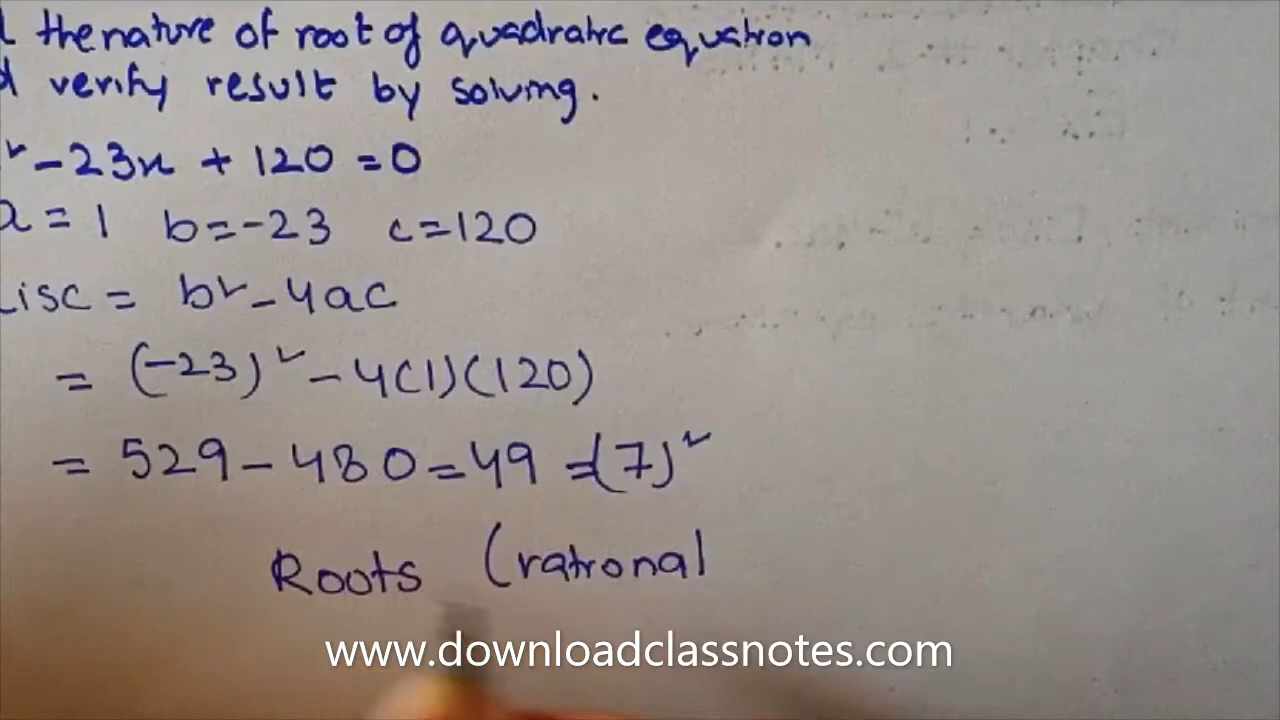 the nature of root of quadratic equation
verify result by solving.
² - 23x + 120 = 0
a = 1 b = -23 c = 120
isc = b² - 4ac
= (-23)² - 4(1)(120)
= 529 - 480 = 49 = (7)²
Roots (rational
www.downloadclassnotes.com